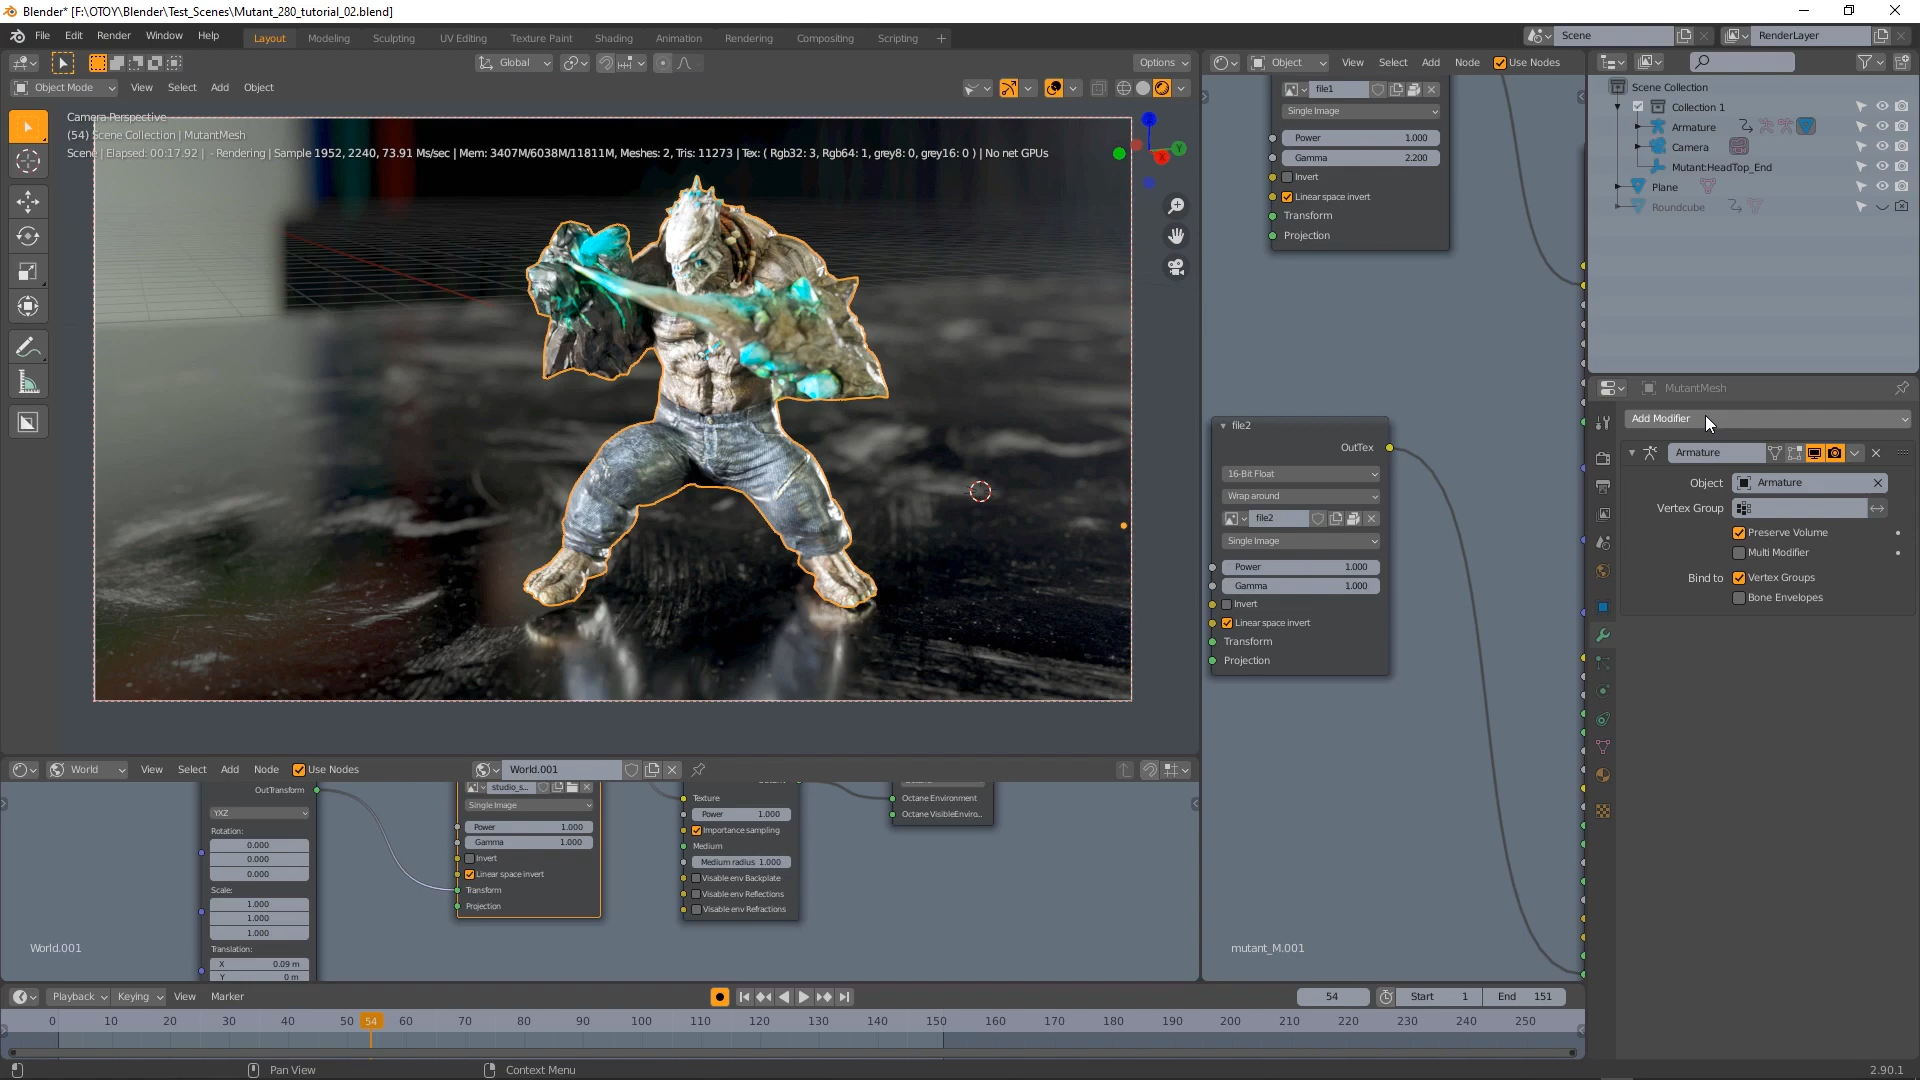 Blender* [F:\OTOY\Blender\Test_Scenes\Mutant_280_tutorial_02.blend]
File Edit Render Window Help Layout Modeling Sculpting UV Editing Texture Paint Shading Animation Rendering Compositing Scripting + Scene RenderLayer
Global Options
Object Mode View Select Add Object
Camera Perspective
(54) Scene Collection | MutantMesh
Scene | Elapsed: 00:17.92 | - Rendering | Sample 1952, 2240, 73.91 Ms/sec | Mem: 3407M/6038M/11811M, Meshes: 2, Tris: 11273 | Tex: ( Rgb32: 3, Rgb64: 1, grey8: 0, grey16: 0 ) | No net GPUs
Z
Y
X
Object View Select Add Node Use Nodes
file1
Single Image
Power 1.000
Gamma 2.200
Invert
Linear space invert
Transform
Projection
file2
OutTex
16-Bit Float
Wrap around
file2
Single Image
Power 1.000
Gamma 1.000
Invert
Linear space invert
Transform
Projection
mutant_M.001
Scene Collection
Collection 1
Armature
Camera
Mutant:HeadTop_End
Plane
Roundcube
MutantMesh
Add Modifier
Armature
Object Armature
Vertex Group
Preserve Volume
Multi Modifier
Bind to Vertex Groups
Bone Envelopes
World View Select Add Node Use Nodes World.001
OutTransform
YXZ
Rotation:
0.000
0.000
0.000
Scale:
1.000
1.000
1.000
Translation:
X 0.09 m
Y 0 m
studio_s...
Single Image
Power 1.000
Gamma 1.000
Invert
Linear space invert
Transform
Projection
Texture
Power 1.000
Importance sampling
Medium
Medium radius 1.000
Visable env Backplate
Visable env Reflections
Visable env Refractions
Octane Environment
Octane VisibleEnviro..
World.001
Playback Keying View Marker 54 Start 1 End 151
0 10 20 30 40 50 54 60 70 80 90 100 110 120 130 140 150 160 170 180 190 200 210 220 230 240 250
Pan View Context Menu 2.90.1